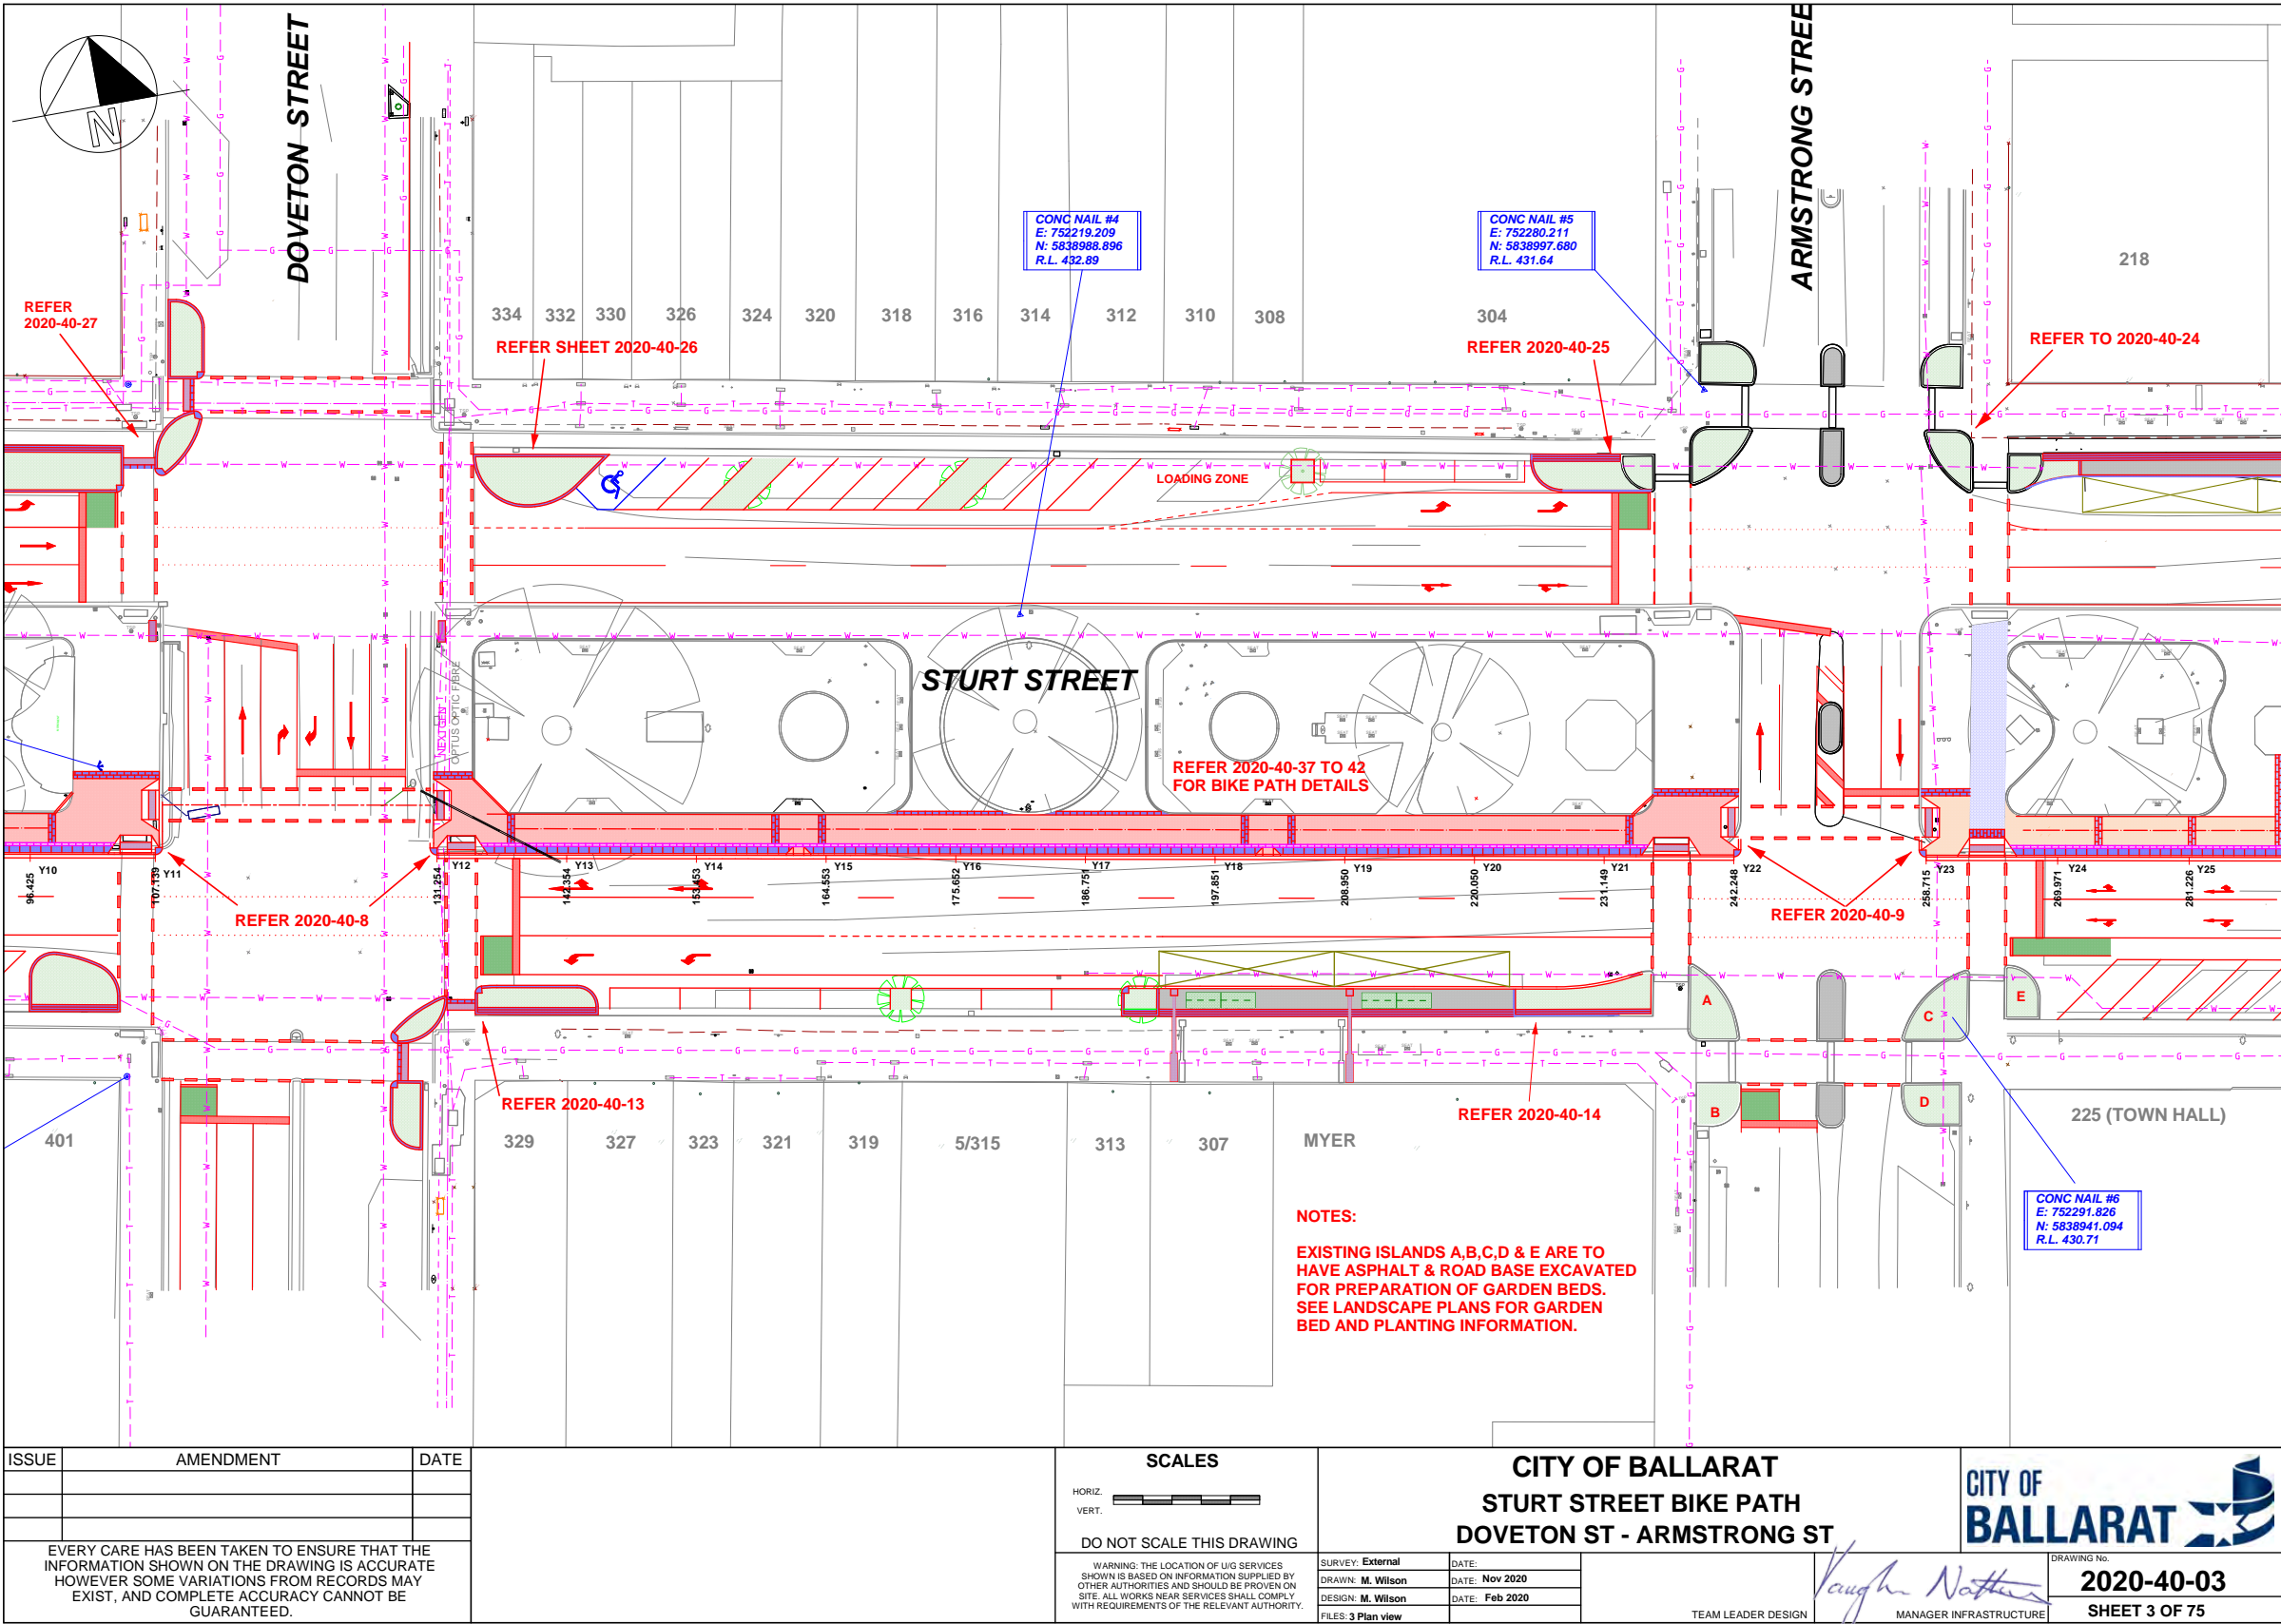 DOVETON STREET
ARMSTRONG STREE
N
CONC NAIL #4
E: 752219.209
N: 5838988.896
R.L. 432.89
CONC NAIL #5
E: 752280.211
N: 5838997.680
R.L. 431.64
218
REFER
2020-40-27
334 332 330 326 324 320 318 316 314 312 310 308 304
REFER SHEET 2020-40-26
REFER 2020-40-25
REFER TO 2020-40-24
LOADING ZONE
STURT STREET
NEXTGEN
OPTUS OPTIC FIBRE
REFER 2020-40-37 TO 42
FOR BIKE PATH DETAILS
Y10 Y11 Y12 Y13 Y14 Y15 Y16 Y17 Y18 Y19 Y20 Y21 Y22 Y23 Y24 Y25
96.425 107.139 131.254 142.354 153.453 164.553 175.652 186.751 197.851 208.950 220.050 231.149 242.248 258.715 269.971 281.226
REFER 2020-40-8
REFER 2020-40-9
A
C
E
B
D
REFER 2020-40-13
REFER 2020-40-14
401
329 327 323 321 319 5/315 313 307 MYER
225 (TOWN HALL)
CONC NAIL #6
E: 752291.826
N: 5838941.094
R.L. 430.71
NOTES:
EXISTING ISLANDS A,B,C,D & E ARE TO
HAVE ASPHALT & ROAD BASE EXCAVATED
FOR PREPARATION OF GARDEN BEDS.
SEE LANDSCAPE PLANS FOR GARDEN
BED AND PLANTING INFORMATION.
ISSUE AMENDMENT DATE
EVERY CARE HAS BEEN TAKEN TO ENSURE THAT THE
INFORMATION SHOWN ON THE DRAWING IS ACCURATE
HOWEVER SOME VARIATIONS FROM RECORDS MAY
EXIST, AND COMPLETE ACCURACY CANNOT BE
GUARANTEED.
SCALES
HORIZ.
VERT.
DO NOT SCALE THIS DRAWING
WARNING: THE LOCATION OF U/G SERVICES
SHOWN IS BASED ON INFORMATION SUPPLIED BY
OTHER AUTHORITIES AND SHOULD BE PROVEN ON
SITE. ALL WORKS NEAR SERVICES SHALL COMPLY
WITH REQUIREMENTS OF THE RELEVANT AUTHORITY.
CITY OF BALLARAT
STURT STREET BIKE PATH
DOVETON ST - ARMSTRONG ST
SURVEY: External DATE:
DRAWN: M. Wilson DATE: Nov 2020
DESIGN: M. Wilson DATE: Feb 2020
FILES: 3 Plan view
TEAM LEADER DESIGN
MANAGER INFRASTRUCTURE
CITY OF
BALLARAT
DRAWING No.
2020-40-03
SHEET 3 OF 75